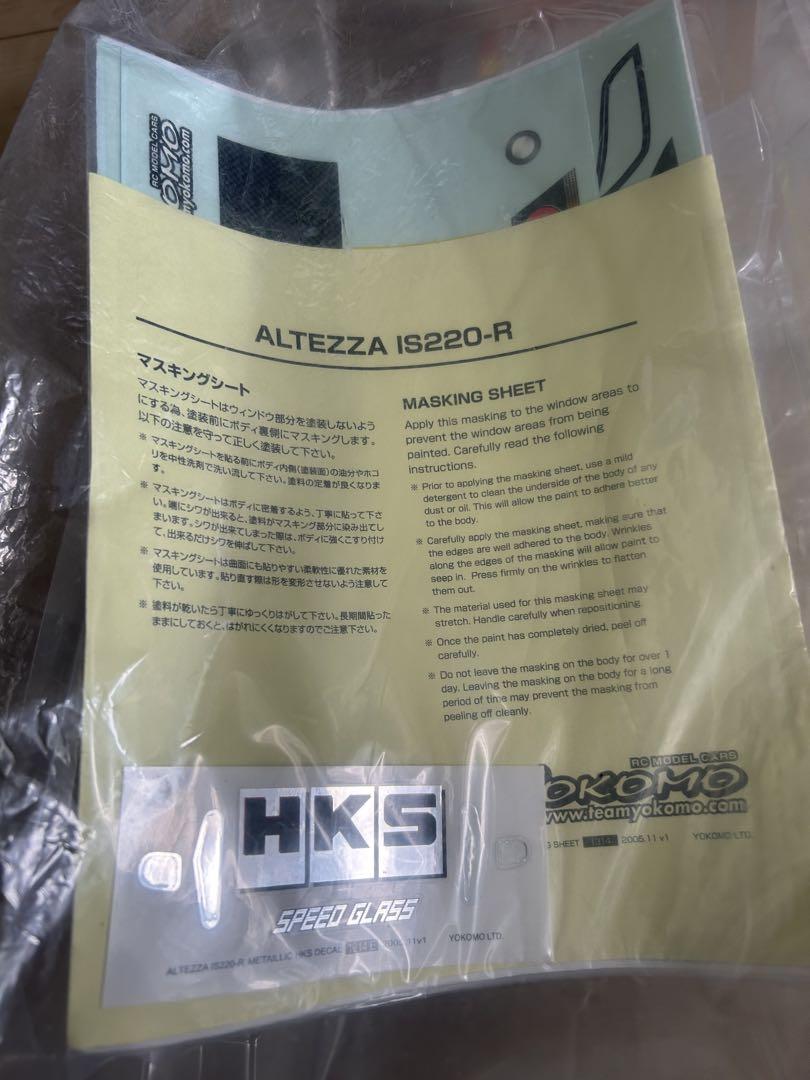 RC MODEL CARS
OMO
myokomo.com
ALTEZZA IS220-R
マスキングシート
マスキングシートはウィンドウ部分を塗装しないよう
にする為、塗装前にボディ裏側にマスキングします。
以下の注意を守って正しく塗装して下さい。
※ マスキングシートを貼る前にボディ内側(塗装面)の油分やホコ
リを中性洗剤で洗い流して下さい。塗料の定着が良くなりま
す。
※ マスキングシートはボディに密着するよう、丁寧に貼って下さ
い。端にシワが出来ると、塗料がマスキング部分に染み出てし
まいます。シワが出来てしまった際は、ボディに強くこすり付け
て、出来るだけシワを伸ばして下さい。
※ マスキングシートは曲面にも貼りやすい柔軟性に優れた素材を
使用しています。貼り直す際は形を変形させないよう注意して
下さい。
※ 塗料が乾いたら丁寧にゆっくりはがして下さい。長期間貼った
ままにしておくと、はがれにくくなりますのでご注意下さい。
MASKING SHEET
Apply this masking to the window areas to
prevent the window areas from being
painted. Carefully read the following
instructions.
※ Prior to applying the masking sheet, use a mild
detergent to clean the underside of the body of any
dust or oil. This will allow the paint to adhere better
to the body.
※ Carefully apply the masking sheet, making sure that
the edges are well adhered to the body. Wrinkles
along the edges of the masking will allow paint to
seep in. Press firmly on the wrinkles to flatten
them out.
※ The material used for this masking sheet may
stretch. Handle carefully when repositioning.
※ Once the paint has completely dried, peel off
carefully.
※ Do not leave the masking on the body for over 1
day. Leaving the masking on the body for a long
period of time may prevent the masking from
peeling off cleanly.
RC MODEL CARS
YOKOMO
www.teamyokomo.com
G SHEET 2005.11 v1 YOKOMO LTD.
HKS
SPEED GLASS
ALTEZZA IS220-R METAILLIC HKS DECAL 2005.11v1 YOKOMO LTD.